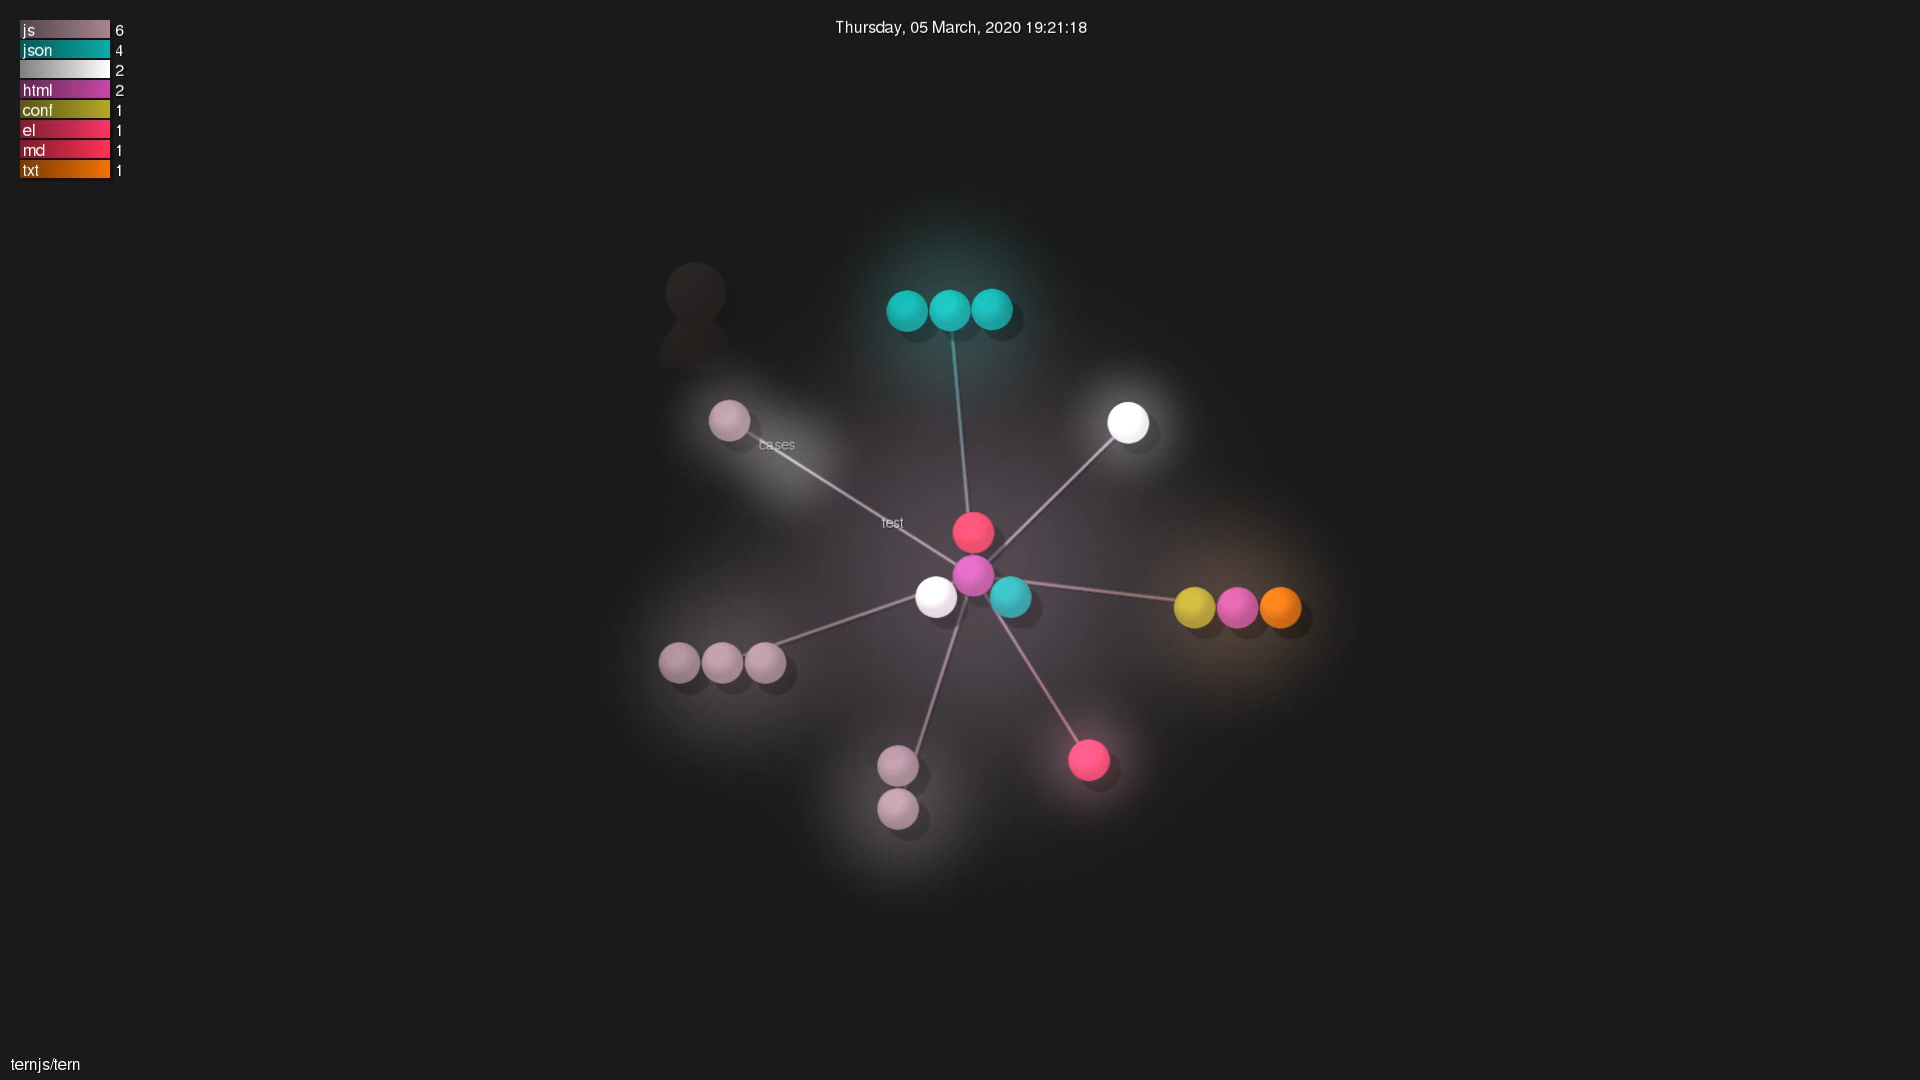 Thursday, 05 March, 2020 19:21:18
js 6
json 4
2
html 2
conf 1
el 1
md 1
txt 1
cases
test
ternjs/tern